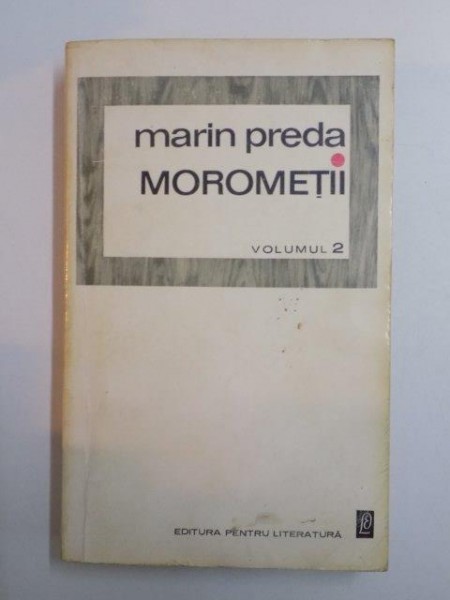 marin preda
MOROMEȚII
VOLUMUL 2
EDITURA PENTRU LITERATURĂ